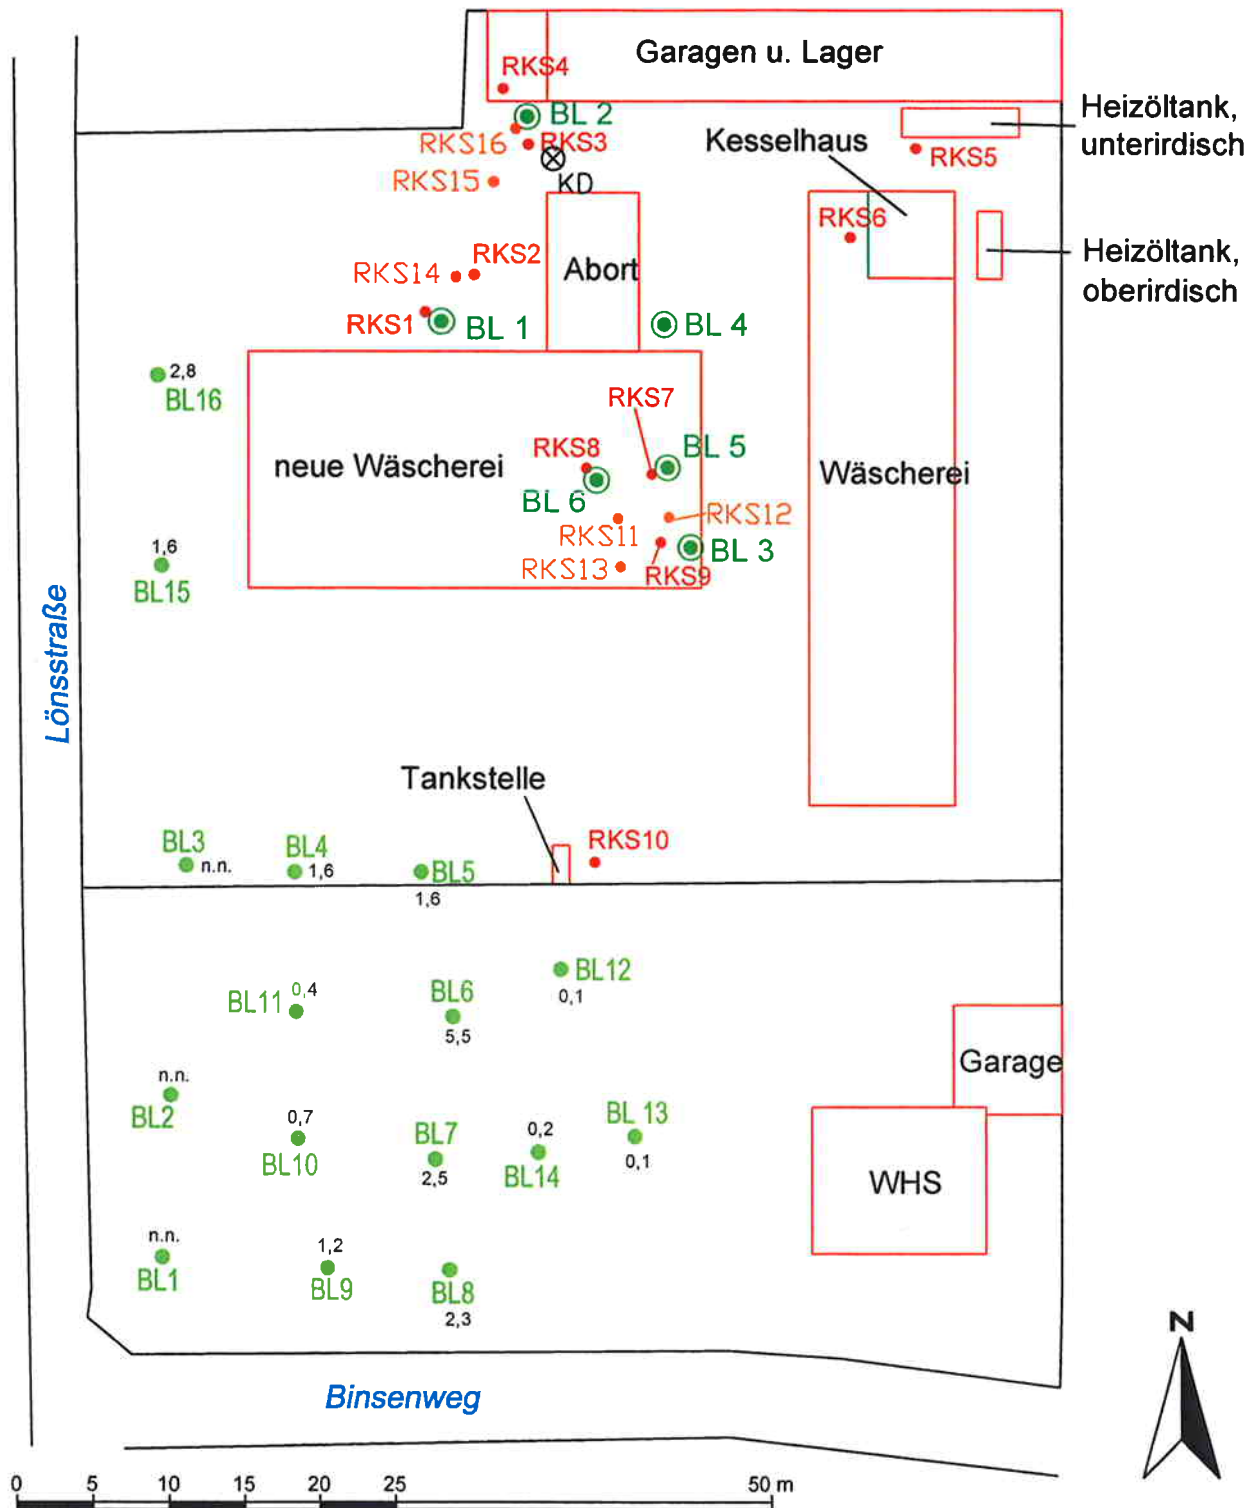 Garagen u. Lager
RKS4
BL 2
Heizöltank,
unterirdisch
RKS16
RKS3
Kesselhaus
RKS5
KD
RKS15
RKS6
Abort
Heizöltank,
oberirdisch
RKS14
RKS2
RKS1
BL 1
BL 4
2,8
BL16
RKS7
neue Wäscherei
RKS8
BL 5
Wäscherei
BL 6
RKS11
RKS12
BL 3
RKS13
RKS9
1,6
BL15
Lönsstraße
Tankstelle
RKS10
BL3
n.n.
BL4
1,6
BL5
1,6
BL12
0,1
BL11
0,4
BL6
5,5
Garage
n.n.
BL2
0,7
BL10
BL7
2,5
0,2
BL14
BL 13
0,1
WHS
n.n.
BL1
1,2
BL9
BL8
2,3
N
Binsenweg
0 5 10 15 20 25 50 m